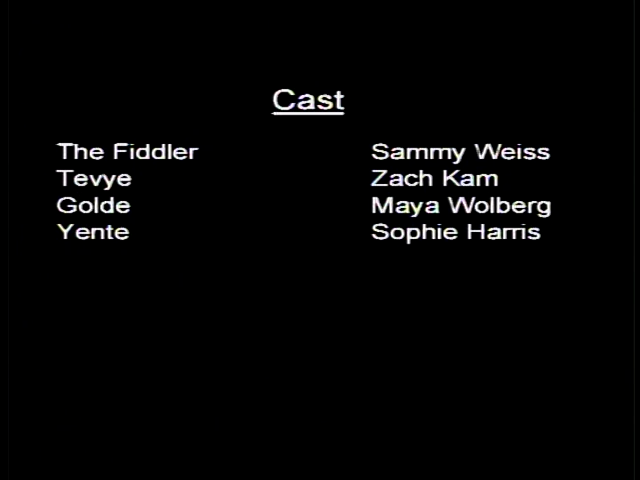 Cast
The Fiddler Sammy Weiss
Tevye Zach Kam
Golde Maya Wolberg
Yente Sophie Harris